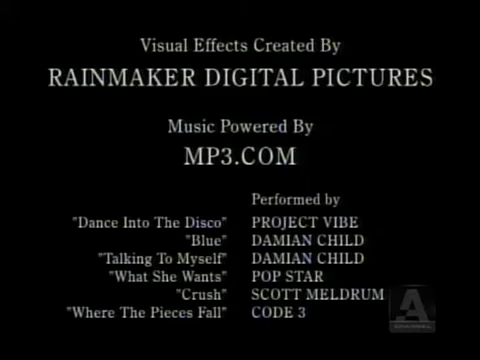 Visual Effects Created By
RAINMAKER DIGITAL PICTURES
Music Powered By
MP3.COM
Performed by
"Dance Into The Disco" PROJECT VIBE
"Blue" DAMIAN CHILD
"Talking To Myself" DAMIAN CHILD
"What She Wants" POP STAR
"Crush" SCOTT MELDRUM
"Where The Pieces Fall" CODE 3
A
CHANNEL